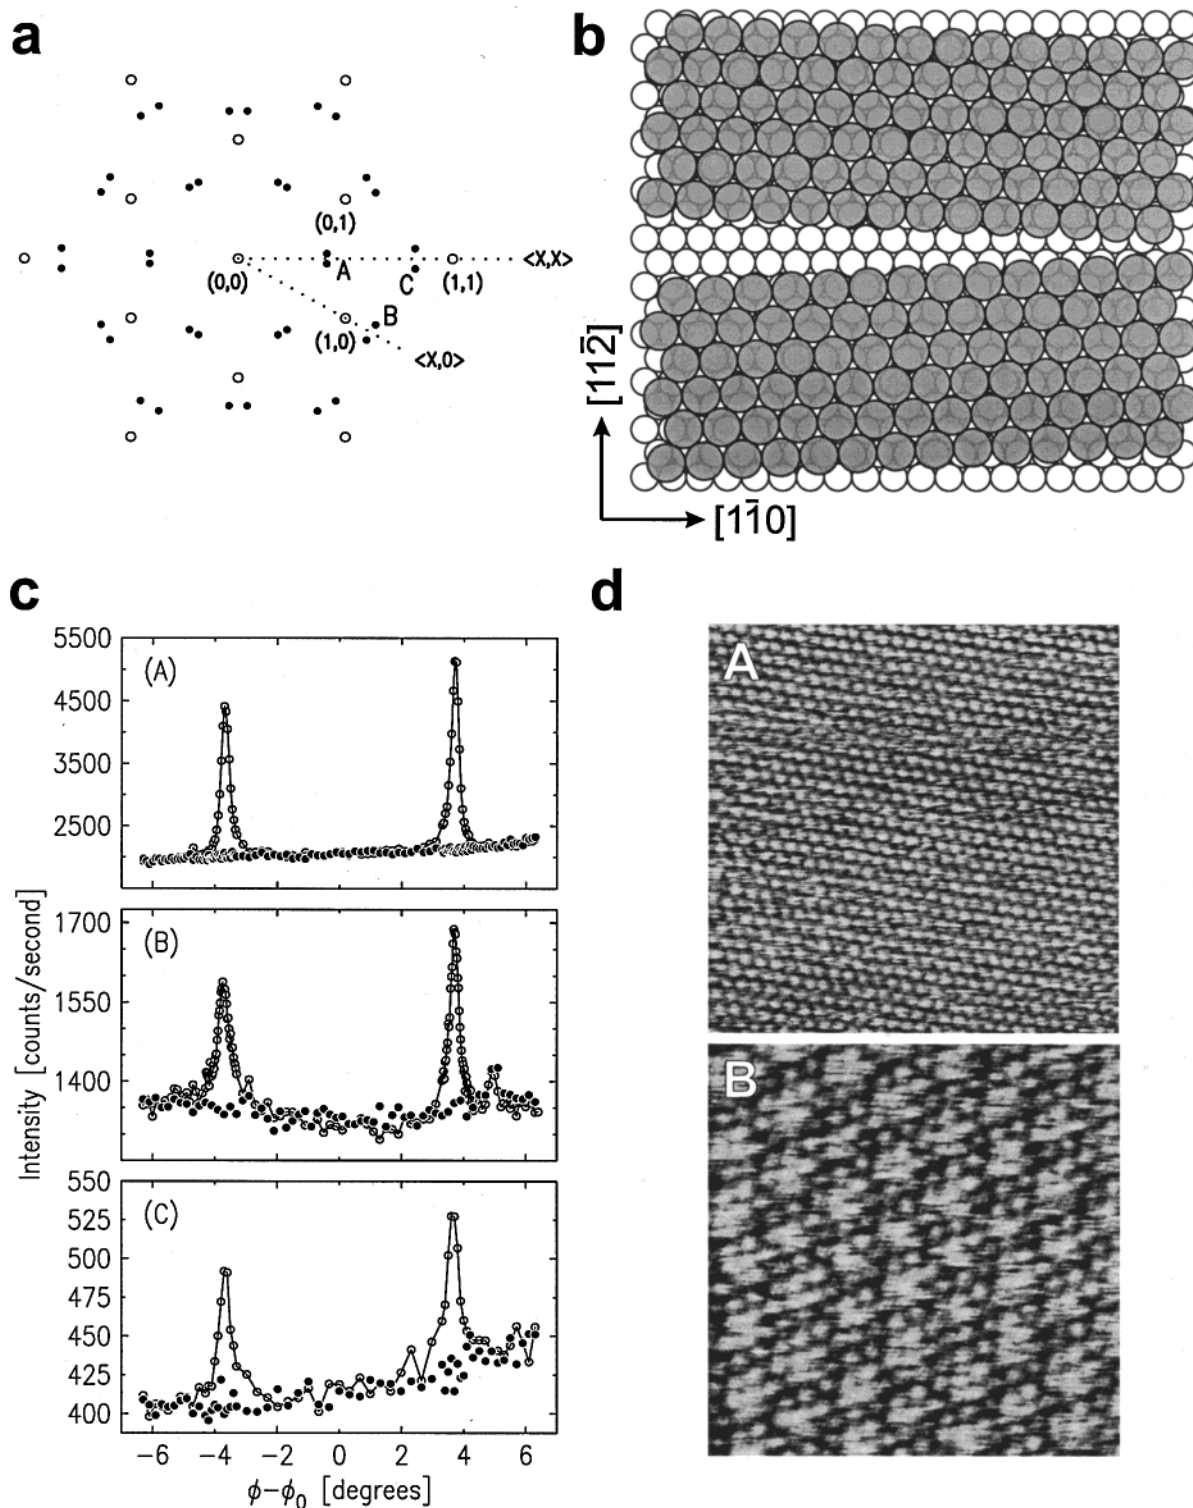 a
(0,1)
A
<X,X>
(0,0)
C
(1,1)
B
(1,0)
<X,0>
b
[112̅]
[11̅0]
c
Intensity [counts/second]
5500
(A)
4500
3500
2500
1700
(B)
1550
1400
550
(C)
525
500
475
450
425
400
−6 −4 −2 0 2 4 6
ϕ−ϕ₀ [degrees]
d
A
B